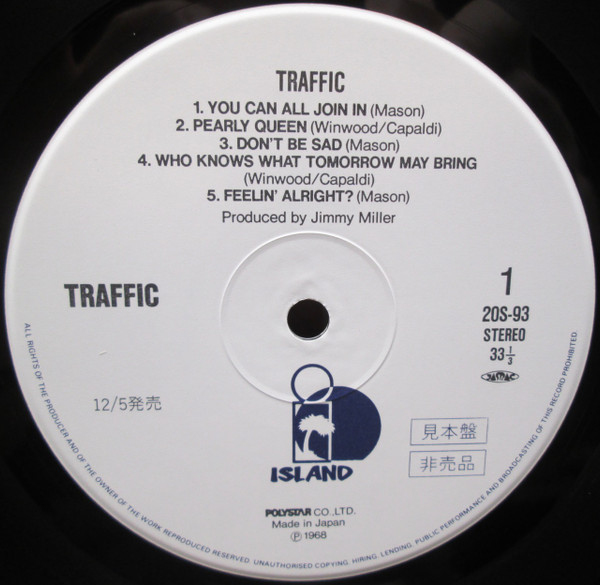 TRAFFIC
1. YOU CAN ALL JOIN IN (Mason)
2. PEARLY QUEEN (Winwood/Capaldi)
3. DON'T BE SAD (Mason)
4. WHO KNOWS WHAT TOMORROW MAY BRING
(Winwood/Capaldi)
5. FEELIN' ALRIGHT? (Mason)
Produced by Jimmy Miller
TRAFFIC
1
20S-93
STEREO
33 1/3
JASRAC
12/5発売
見本盤
非売品
ISLAND
POLYSTAR CO.,LTD.
Made in Japan
Ⓟ1968
ALL RIGHTS OF THE PRODUCER AND OF THE OWNER OF THE WORK REPRODUCED RESERVED. UNAUTHORISED COPYING, HIRING, LENDING, PUBLIC PERFORMANCE AND BROADCASTING OF THIS RECORD PROHIBITED.